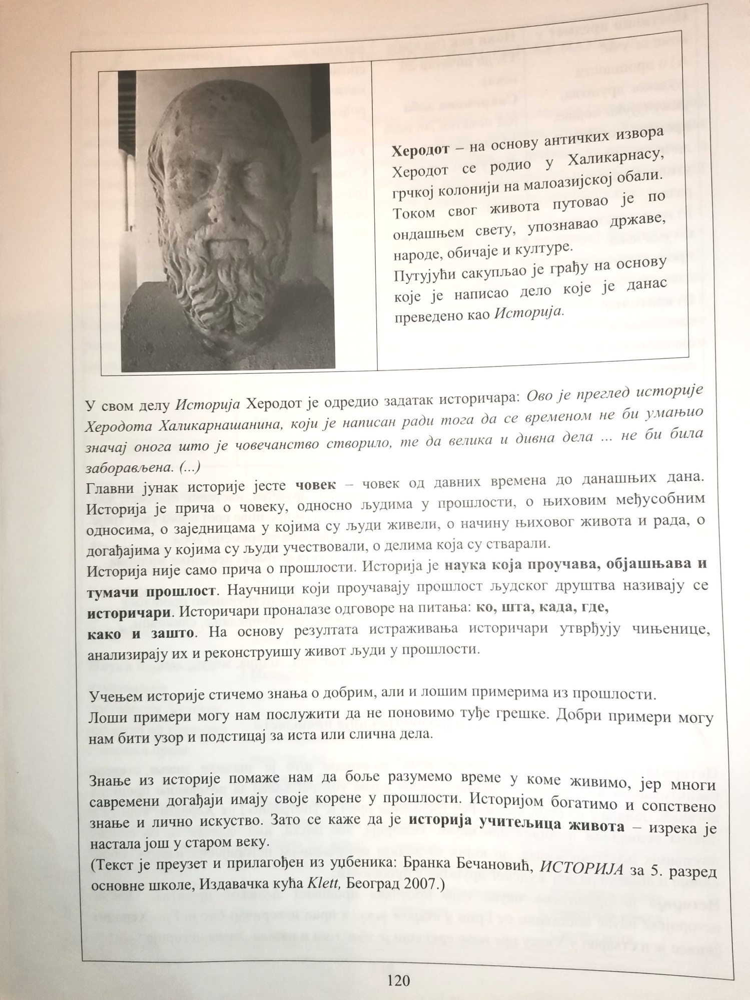 Херодот – на основу античких извора
Херодот се родио у Халикарнасу,
грчкој колонији на малоазијској обали.
Током свог живота путовао је по
ондашњем свету, упознавао државе,
народе, обичаје и културе.
Путујући сакупљао је грађу на основу
које је написао дело које је данас
преведено као Историја.
У свом делу Историја Херодот је одредио задатак историчара: Ово је преглед историје
Херодота Халикарнашанина, који је написан ради тога да се временом не би умањио
значај онога што је човечанство створило, те да велика и дивна дела ... не би била
заборављена. (...)
Главни јунак историје јесте човек – човек од давних времена до данашњих дана.
Историја је прича о човеку, односно људима у прошлости, о њиховим међусобним
односима, о заједницама у којима су људи живели, о начину њиховог живота и рада, о
догађајима у којима су људи учествовали, о делима која су стварали.
Историја није само прича о прошлости. Историја је наука која проучава, објашњава и
тумачи прошлост. Научници који проучавају прошлост људског друштва називају се
историчари. Историчари проналазе одговоре на питања: ко, шта, када, где,
како и зашто. На основу резултата истраживања историчари утврђују чињенице,
анализирају их и реконструишу живот људи у прошлости.
Учењем историје стичемо знања о добрим, али и лошим примерима из прошлости.
Лоши примери могу нам послужити да не поновимо туђе грешке. Добри примери могу
нам бити узор и подстицај за иста или слична дела.
Знање из историје помаже нам да боље разумемо време у коме живимо, јер многи
савремени догађаји имају своје корене у прошлости. Историјом богатимо и сопствено
знање и лично искуство. Зато се каже да је историја учитељица живота – изрека је
настала још у старом веку.
(Текст је преузет и прилагођен из уџбеника: Бранка Бечановић, ИСТОРИЈА за 5. разред
основне школе, Издавачка кућа Klett, Београд 2007.)
120